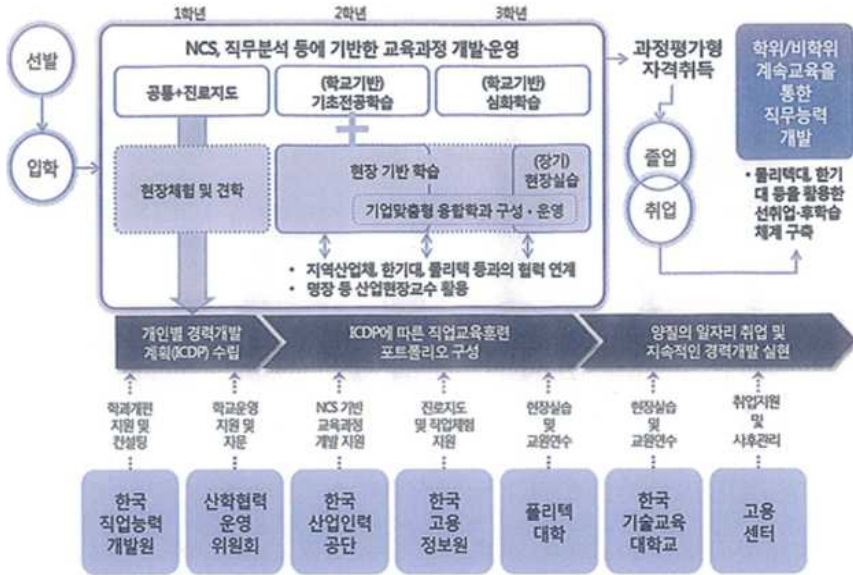 1학년
2학년
3학년
선발
입학
NCS, 직무분석 등에 기반한 교육과정 개발·운영
공통+진로지도
(학교기반)
기초전공학습
(학교기반)
심화학습
현장체험 및 견학
현장 기반 학습
(장기)
현장실습
기업맞춤형 융합학과 구성·운영
• 지역산업체, 한기대, 폴리텍 등과의 협력 연계
• 명장 등 산업현장교수 활용
과정평가형
자격취득
졸업
취업
학위/비학위
계속교육을
통한
직무능력
개발
• 폴리텍대, 한기
대 등을 활용한
선취업-후학습
체계 구축
개인별 경력개발
계획(ICDP) 수립
ICDP에 따른 직업교육훈련
포트폴리오 구성
양질의 일자리 취업 및
지속적인 경력개발 실현
학과개편
지원 및
컨설팅
학교운영
지원 및
자문
NCS 기반
교육과정
개발 지원
진로지도
및 직업체험
지원
현장실습
및
교원연수
현장실습
및
교원연수
취업지원
및
사후관리
한국
직업능력
개발원
산학협력
운영
위원회
한국
산업인력
공단
한국
고용
정보원
폴리텍
대학
한국
기술교육
대학교
고용
센터